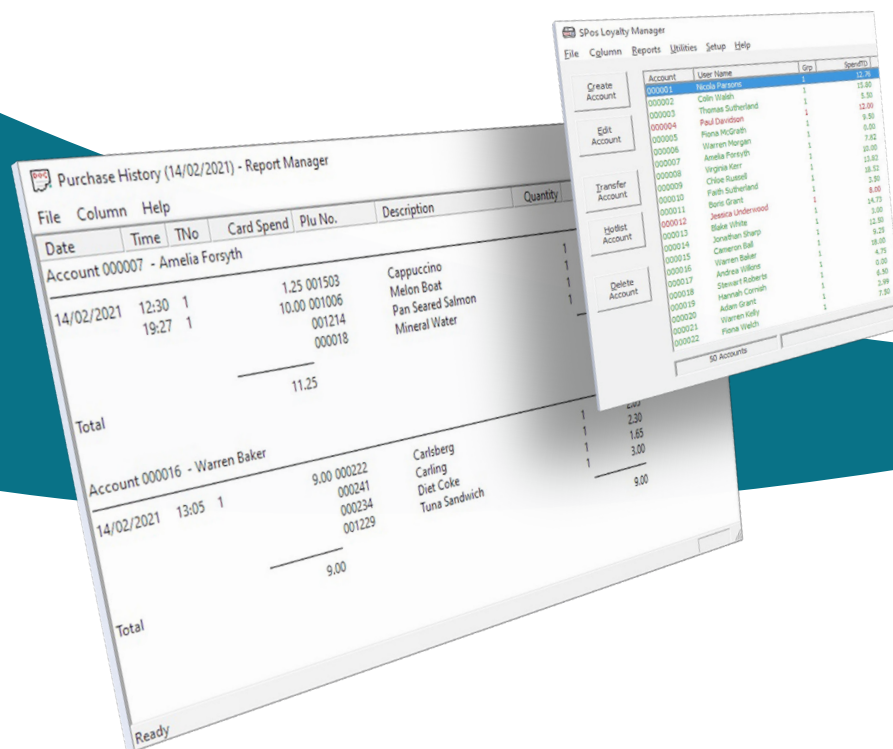 Purchase History (14/02/2021) - Report Manager
File Column Help
Date Time TNo Card Spend Plu No. Description Quantity
Account 000007 - Amelia Forsyth
14/02/2021 12:30 1 1.25 001503 Cappuccino 1
19:27 1 10.00 001006 Melon Boat 1
001214 Pan Seared Salmon 1
000018 Mineral Water 1
11.25
Total
Account 000016 - Warren Baker
14/02/2021 13:05 1 9.00 000222 Carlsberg 1
000241 Carling 1 2.30
000234 Diet Coke 1 1.65
001229 Tuna Sandwich 1 3.00
9.00 9.00
Total
Ready
SPos Loyalty Manager
File Column Reports Utilities Setup Help
Create Account
Edit Account
Transfer Account
Hotlist Account
Delete Account
Account User Name Grp SpendTD
000001 Nicola Parsons 1 12.76
000002 Colin Walsh 1 15.80
000003 Thomas Sutherland 1 5.50
000004 Paul Davidson 1 12.00
000005 Fiona McGrath 1 9.50
000006 Warren Morgan 1 0.00
000007 Amelia Forsyth 1 7.82
000008 Virginia Kerr 1 10.00
000009 Chloe Russell 1 13.82
000010 Faith Sutherland 1 18.52
000011 Boris Grant 1 3.50
000012 Jessica Underwood 1 8.00
000013 Blake White 1 14.73
000014 Jonathan Sharp 1 3.00
000015 Cameron Ball 1 12.50
000016 Warren Baker 1 9.25
000017 Andrea 1 18.00
000018 Stewart Roberts 1 4.75
000019 Hannah Cornish 1 0.00
000020 Adam Grant 1 6.50
000021 Warren Kelly 1 3.99
000022 Fiona Welch 1 7.50
50 Accounts